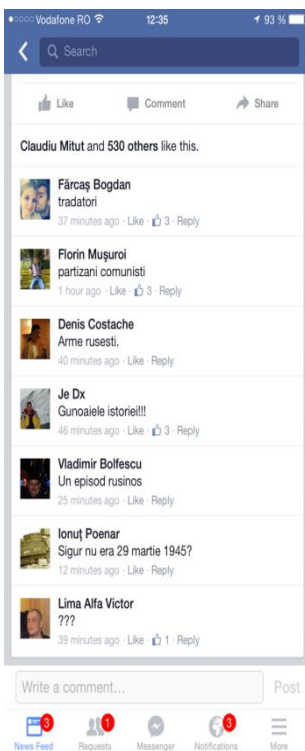 Vodafone RO 12:35 93 %
Search
Like Comment Share
Claudiu Mitut and 530 others like this.
Fărcaș Bogdan
tradatori
37 minutes ago · Like · 3 · Reply
Florin Mușuroi
partizani comunisti
1 hour ago · Like · 3 · Reply
Denis Costache
Arme rusesti.
40 minutes ago · Like · Reply
Je Dx
Gunoaiele istoriei!!!
46 minutes ago · Like · 3 · Reply
Vladimir Bolfescu
Un episod rusinos
25 minutes ago · Like · Reply
Ionuț Poenar
Sigur nu era 29 martie 1945?
12 minutes ago · Like · Reply
Lima Alfa Victor
???
39 minutes ago · Like · 1 · Reply
Write a comment... Post
3 1 3
News Feed Requests Messenger Notifications More